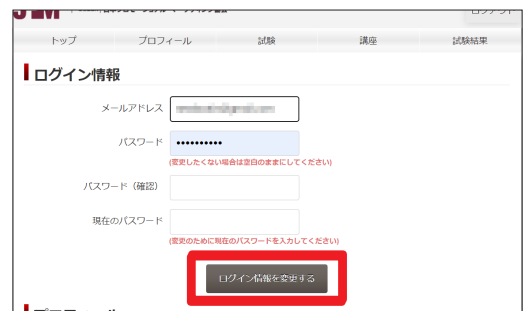 トップ プロフィール 試験 講座 試験結果
ログイン情報
メールアドレス
パスワード ••••••••••
(変更したくない場合は空白のままにしてください)
パスワード（確認）
現在のパスワード
(変更のために現在のパスワードを入力してください)
ログイン情報を変更する